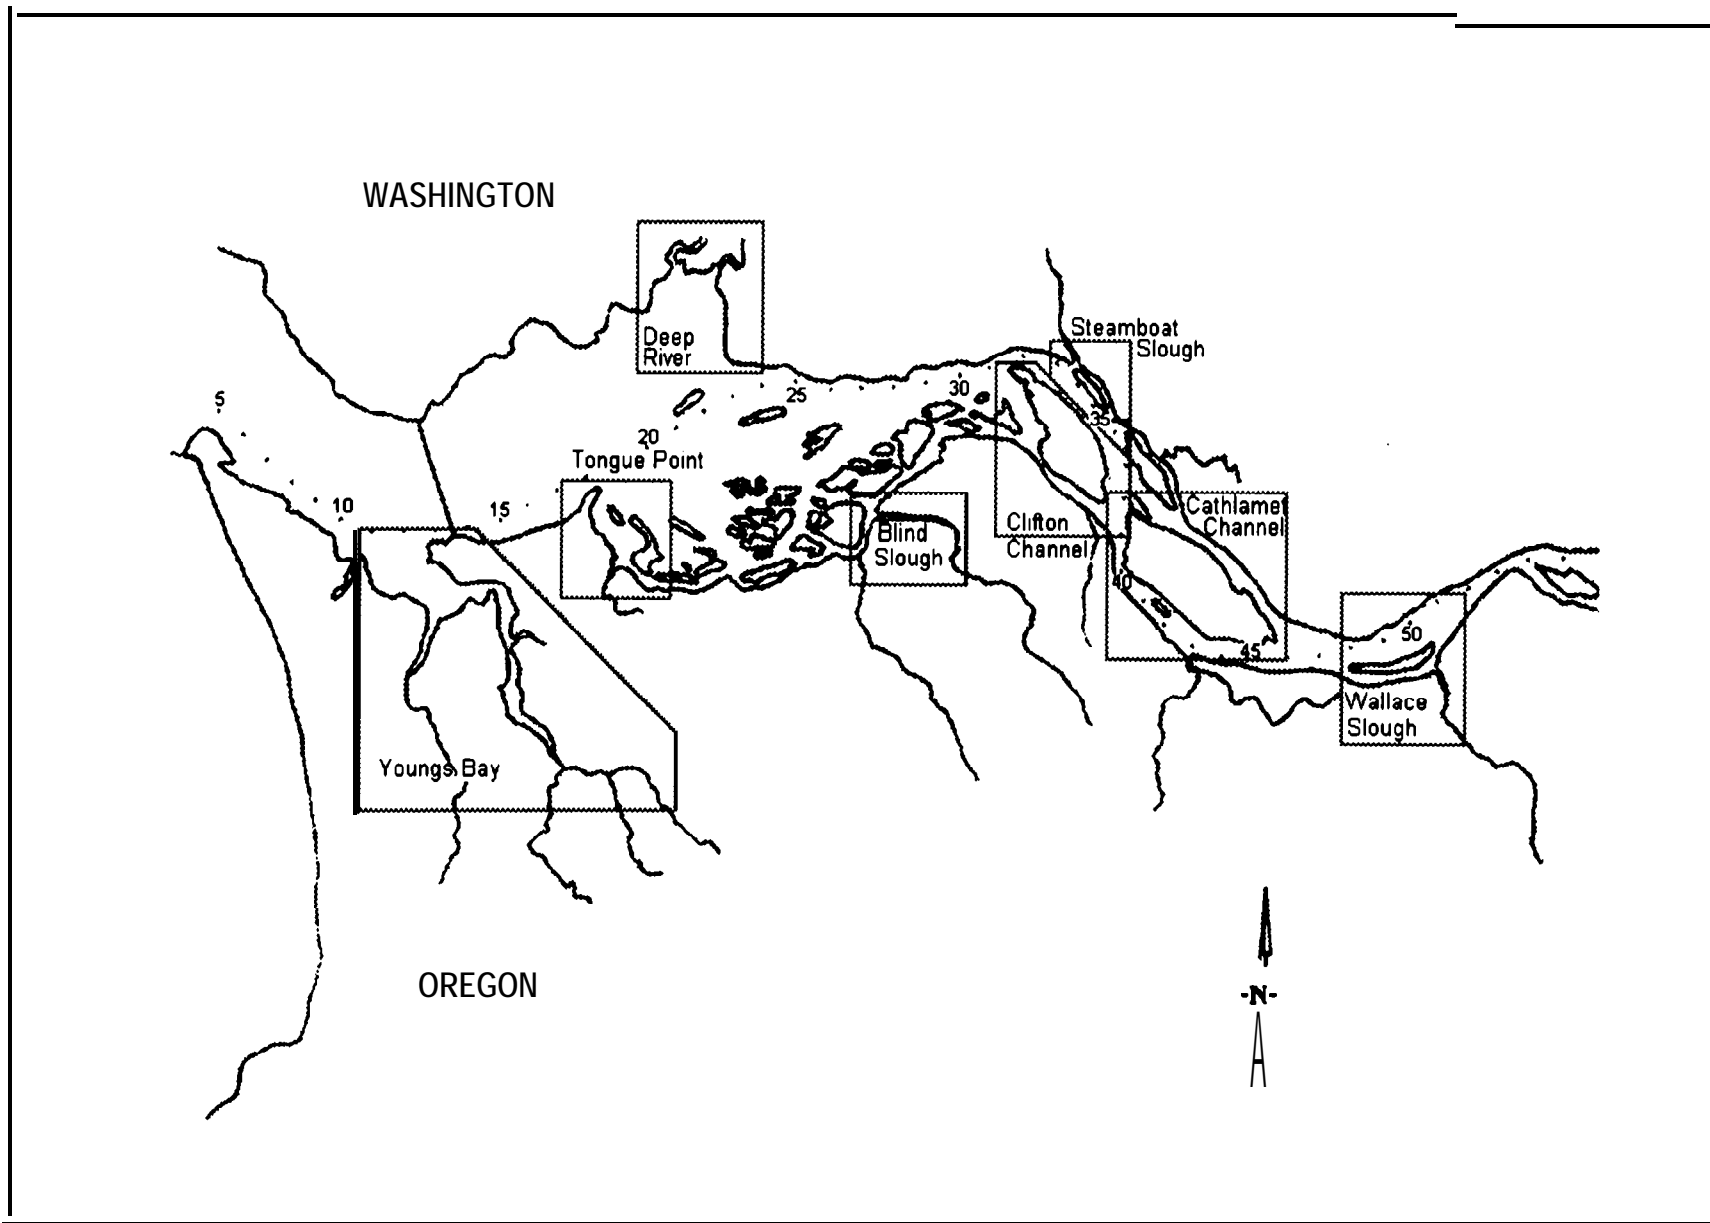 WASHINGTON
Deep
River
Steamboat
Slough
5
25
30
35
20
Tongue Point
10
15
Cathlamet
Channel
Clifton
Channel
Blind
Slough
40
50
45
Wallace
Slough
Youngs Bay
OREGON
-N-